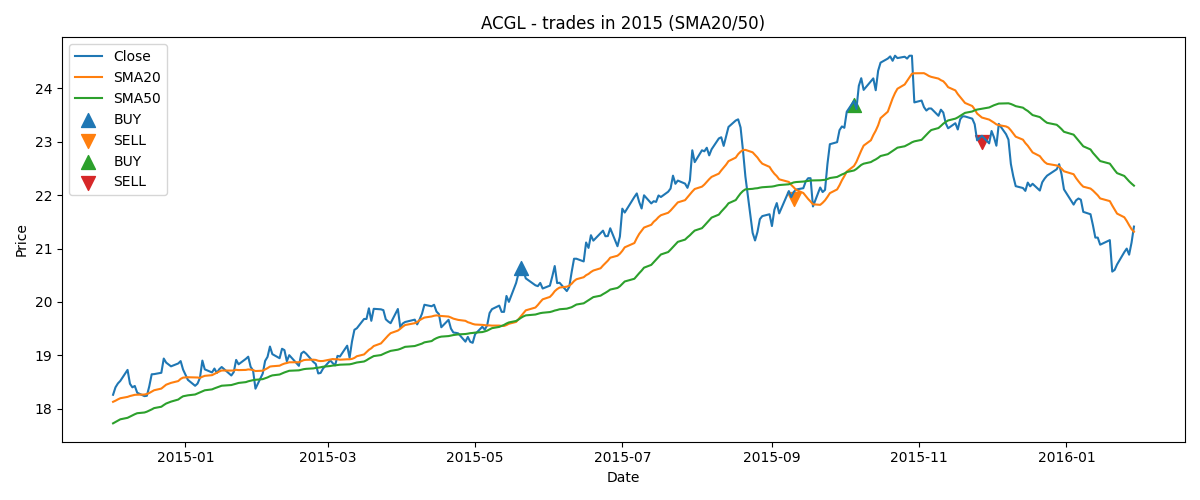 ACGL - trades in 2015 (SMA20/50)
Close
SMA20
SMA50
BUY
SELL
BUY
SELL
Price
24
23
22
21
20
19
18
2015-01 2015-03 2015-05 2015-07 2015-09 2015-11 2016-01
Date